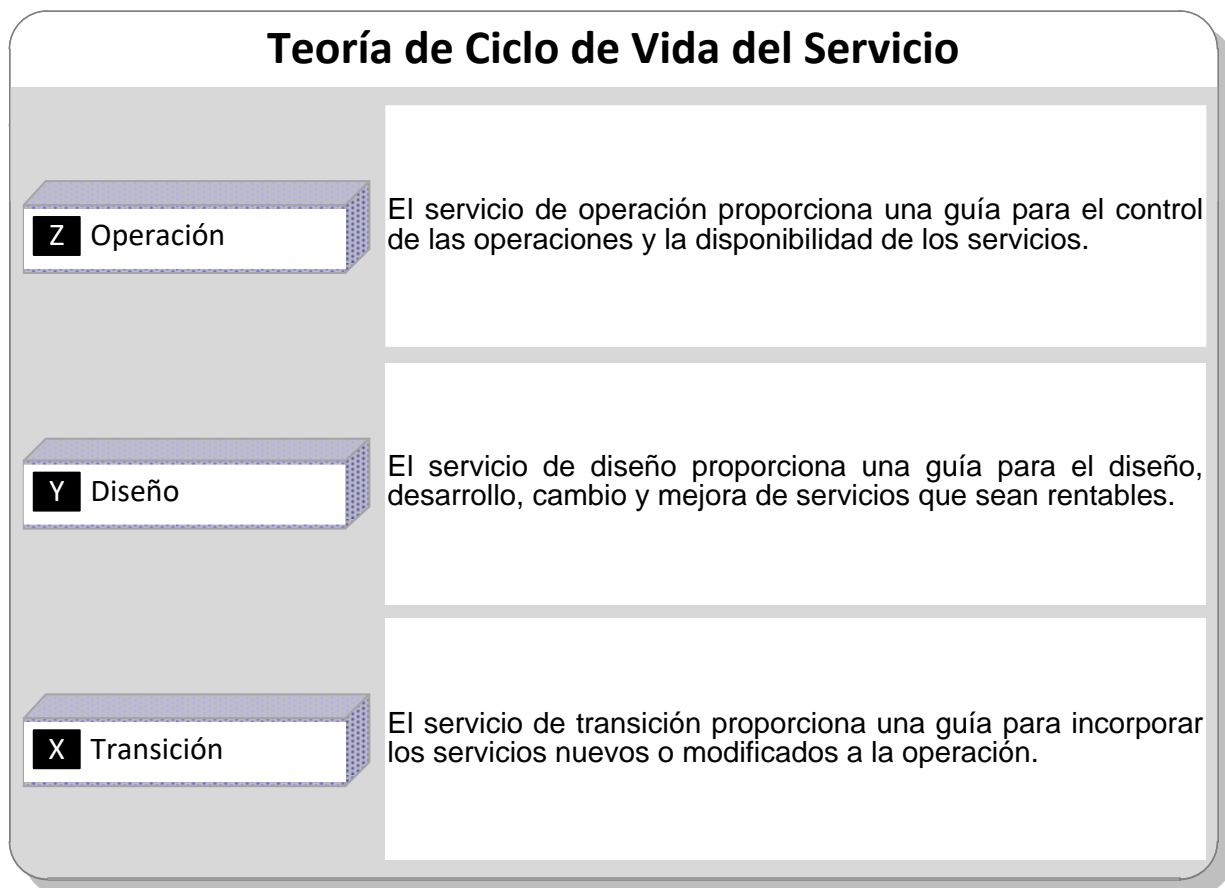 Teoría de Ciclo de Vida del Servicio
Z Operación
El servicio de operación proporciona una guía para el control
de las operaciones y la disponibilidad de los servicios.
Y Diseño
El servicio de diseño proporciona una guía para el diseño,
desarrollo, cambio y mejora de servicios que sean rentables.
X Transición
El servicio de transición proporciona una guía para incorporar
los servicios nuevos o modificados a la operación.